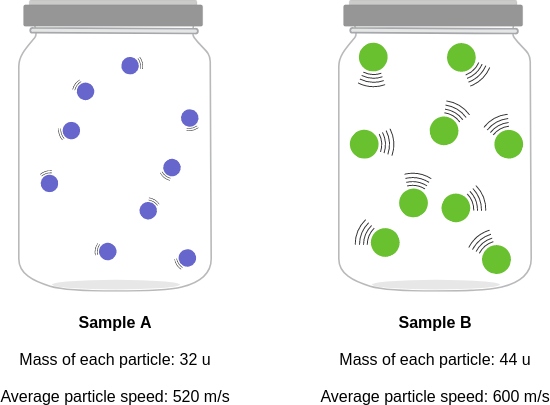 Sample A
Mass of each particle: 32 u
Average particle speed: 520 m/s
Sample B
Mass of each particle: 44 u
Average particle speed: 600 m/s